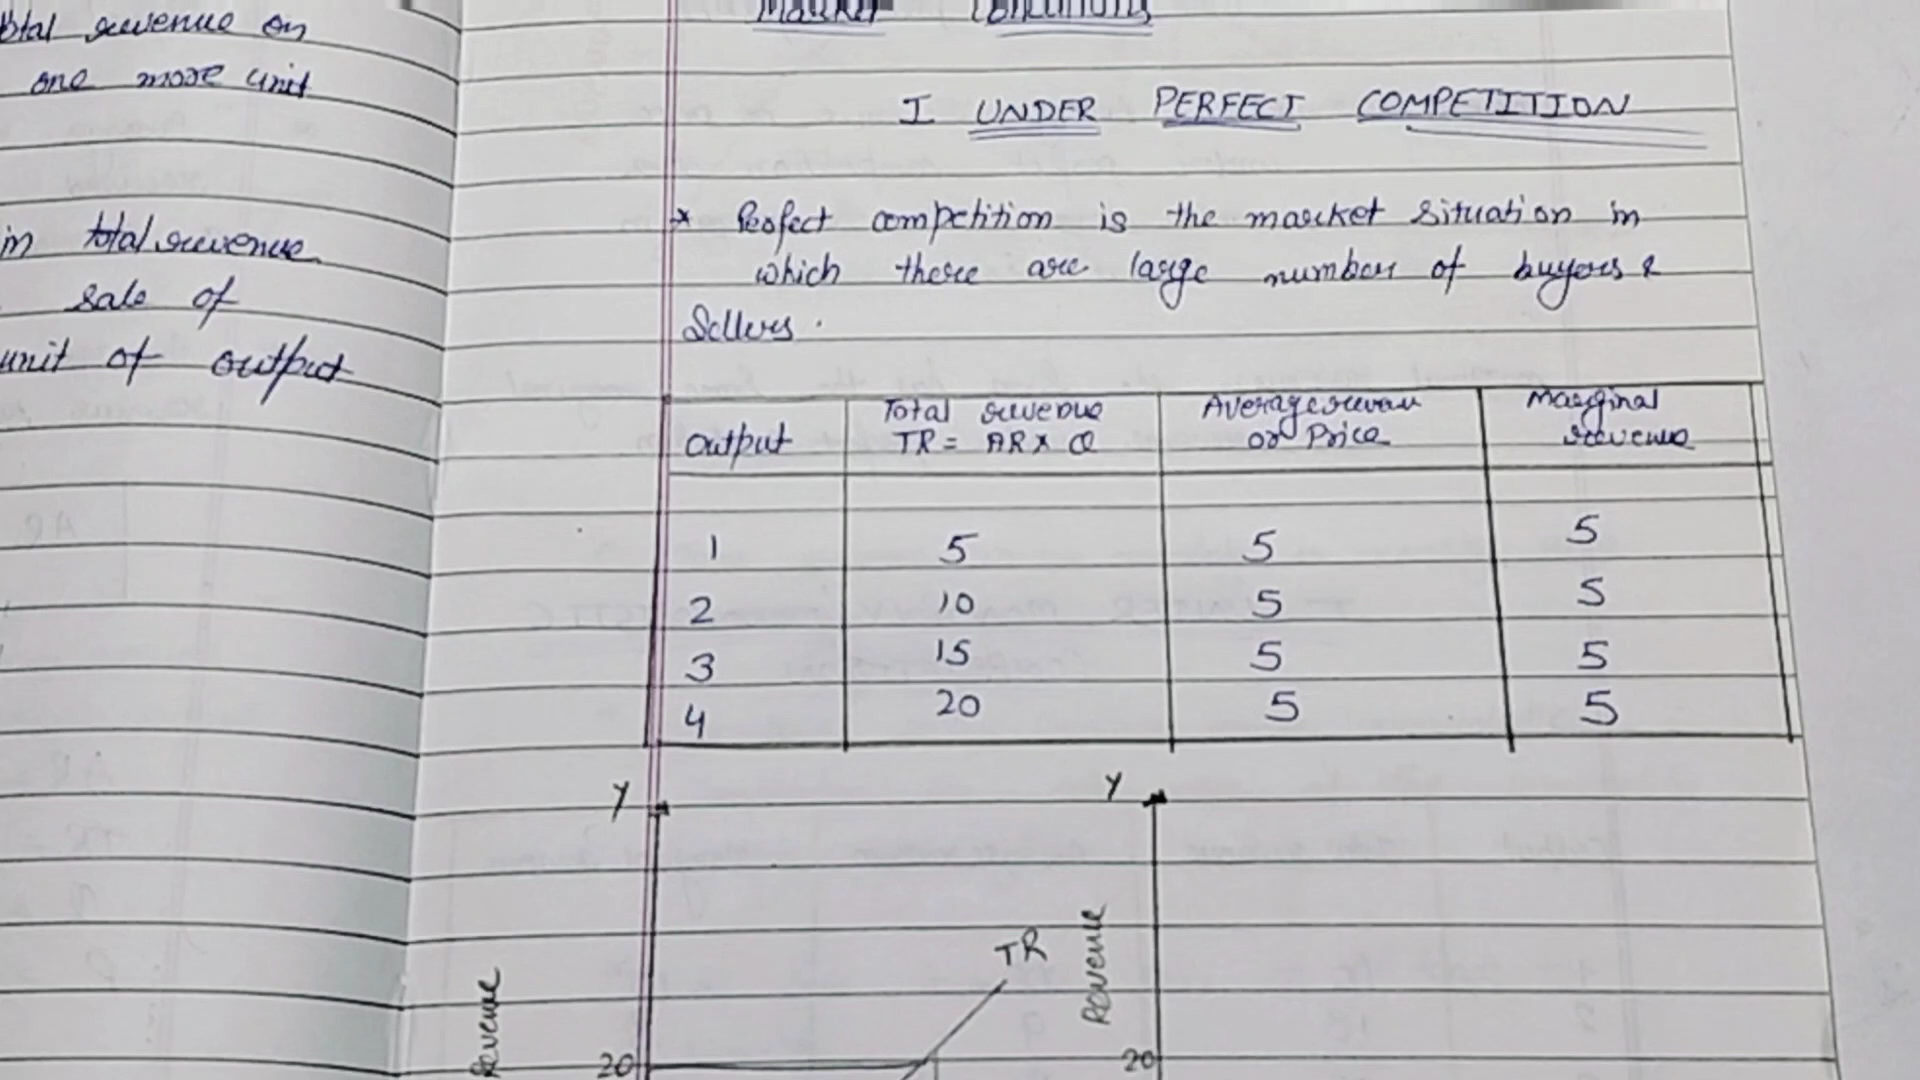 total revenue on
one more unit
in total revenue
sale of
unit of output
Market Conditions
I UNDER PERFECT COMPETITION
* Perfect competition is the market situation in
which there are large number of buyers &
Sellers.
Output | Total revenue TR = AR x Q | Average revenue or Price | Marginal revenue
1 5 5 5
2 10 5 5
3 15 5 5
4 20 5 5
Y Y
TR
Revenue Revenue
20 20